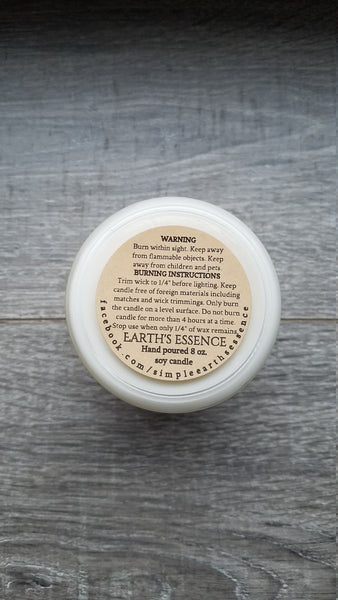 WARNING
Burn within sight. Keep away
from flammable objects. Keep
away from children and pets.
BURNING INSTRUCTIONS
Trim wick to 1/4" before lighting. Keep
candle free of foreign materials including
matches and wick trimmings. Only burn
the candle on a level surface. Do not burn
candle for more than 4 hours at a time.
Stop use when only 1/4" of wax remains.
EARTH'S ESSENCE
Hand poured 8 oz.
soy candle
facebook.com/simpleearthsessence